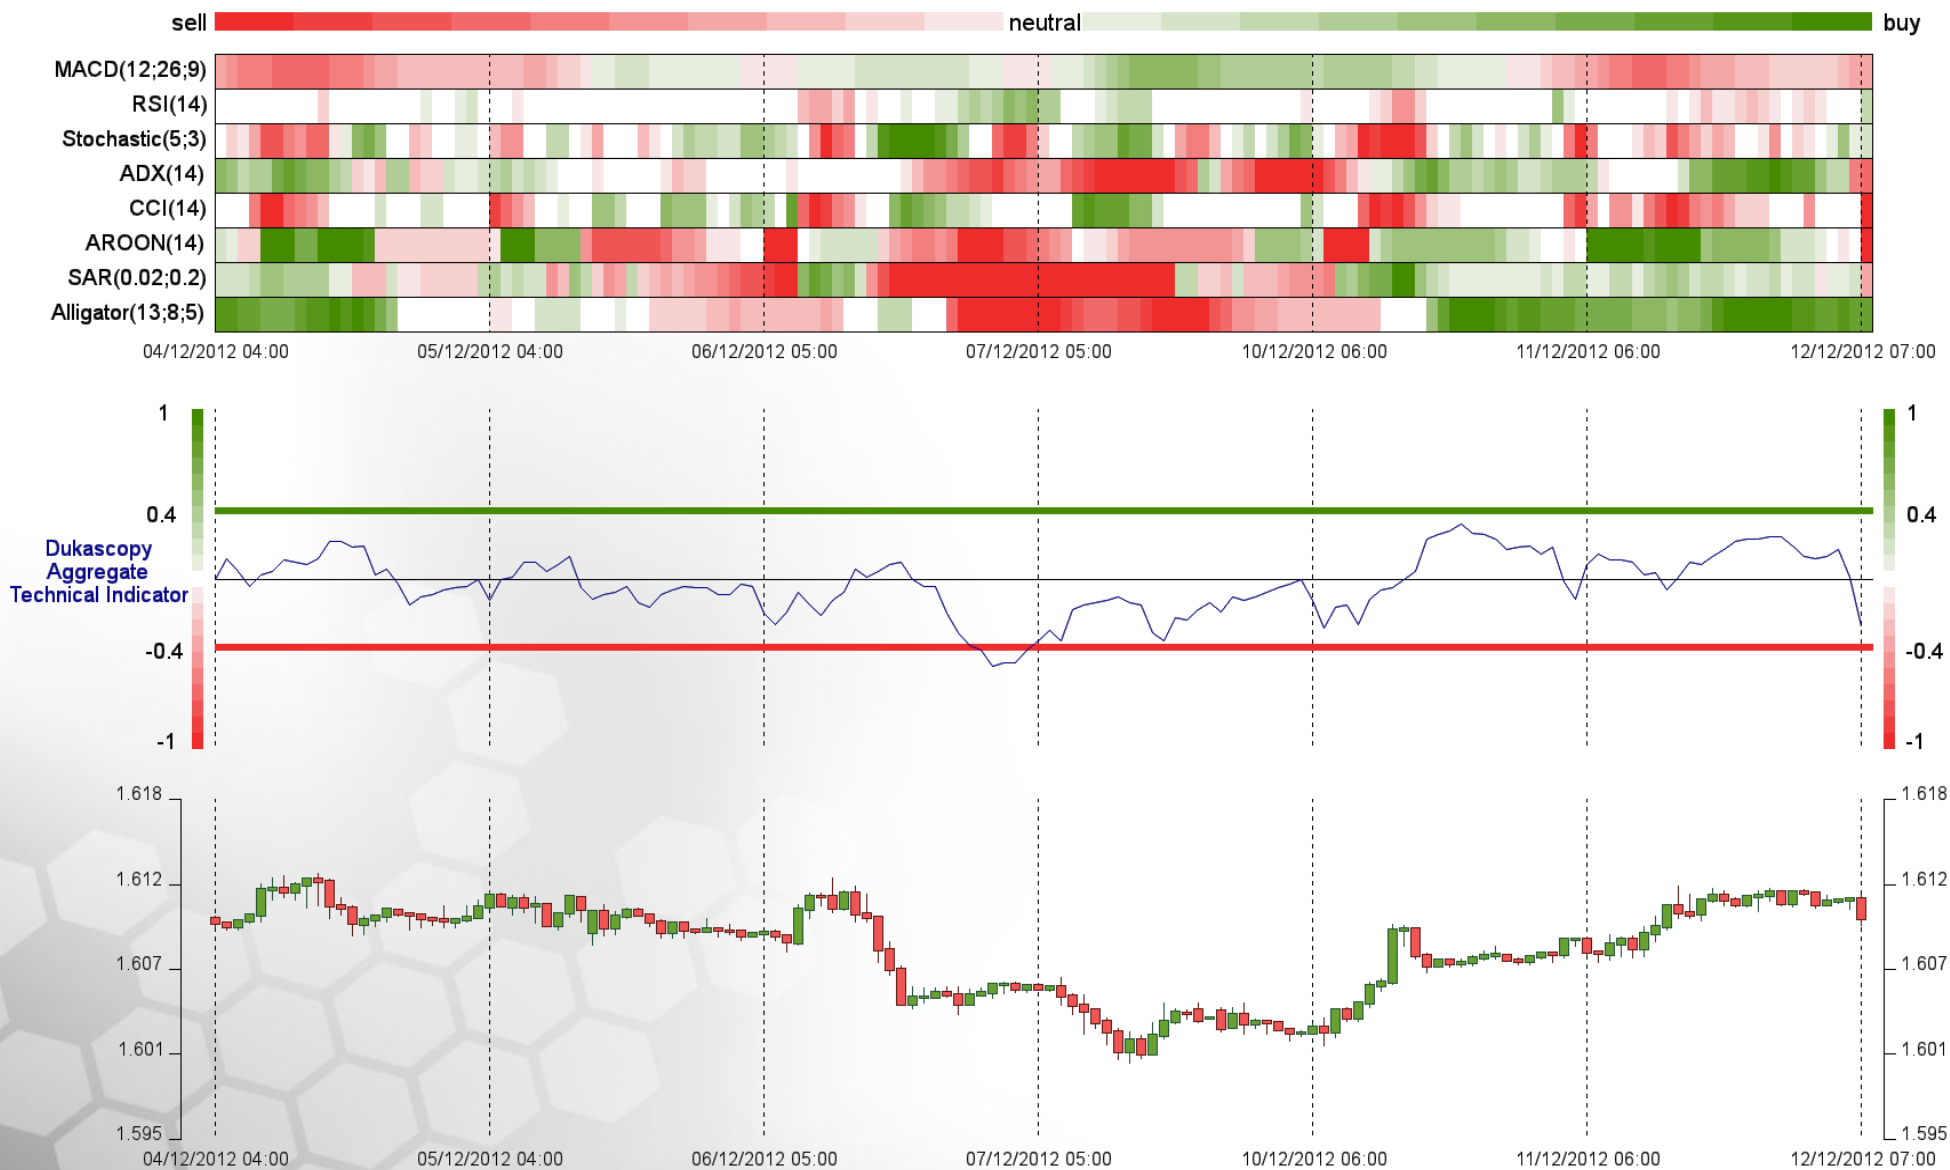 sell neutral buy
MACD(12;26;9)
RSI(14)
Stochastic(5;3)
ADX(14)
CCI(14)
AROON(14)
SAR(0.02;0.2)
Alligator(13;8;5)
04/12/2012 04:00 05/12/2012 04:00 06/12/2012 05:00 07/12/2012 05:00 10/12/2012 06:00 11/12/2012 06:00 12/12/2012 07:00
1 1
0.4 0.4
Dukascopy
Aggregate
Technical Indicator
-0.4 -0.4
-1 -1
1.618 1.618
1.612 1.612
1.607 1.607
1.601 1.601
1.595 1.595
04/12/2012 04:00 05/12/2012 04:00 06/12/2012 05:00 07/12/2012 05:00 10/12/2012 06:00 11/12/2012 06:00 12/12/2012 07:00